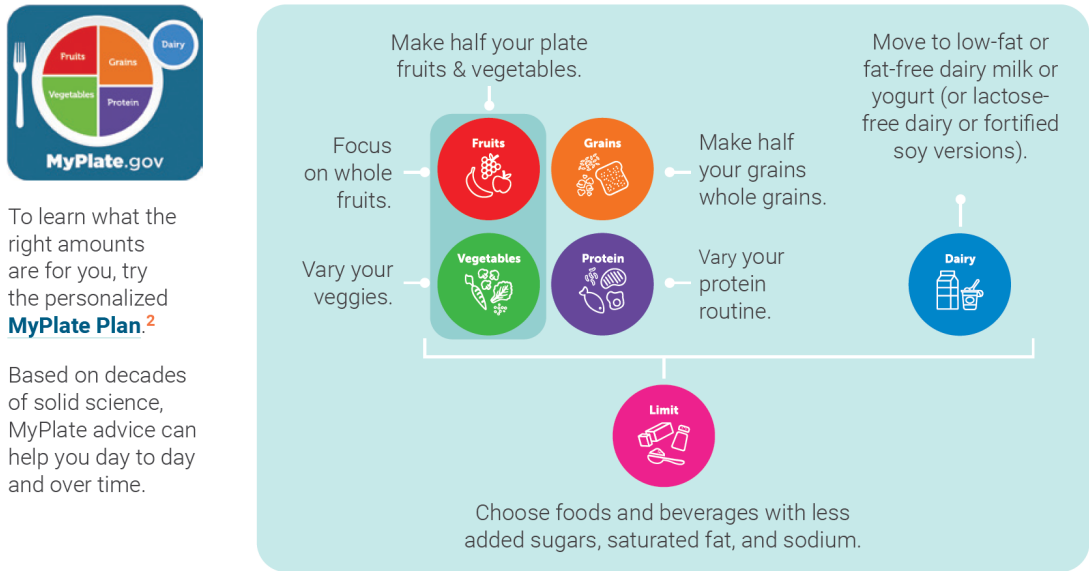 Fruits
Grains
Dairy
Vegetables
Protein
MyPlate.gov
To learn what the
right amounts
are for you, try
the personalized
MyPlate Plan.2
Based on decades
of solid science,
MyPlate advice can
help you day to day
and over time.
Make half your plate
fruits & vegetables.
Focus
on whole
fruits.
Fruits
Grains
Make half
your grains
whole grains.
Move to low-fat or
fat-free dairy milk or
yogurt (or lactose-
free dairy or fortified
soy versions).
Vary your
veggies.
Vegetables
Protein
Vary your
protein
routine.
Dairy
Limit
Choose foods and beverages with less
added sugars, saturated fat, and sodium.